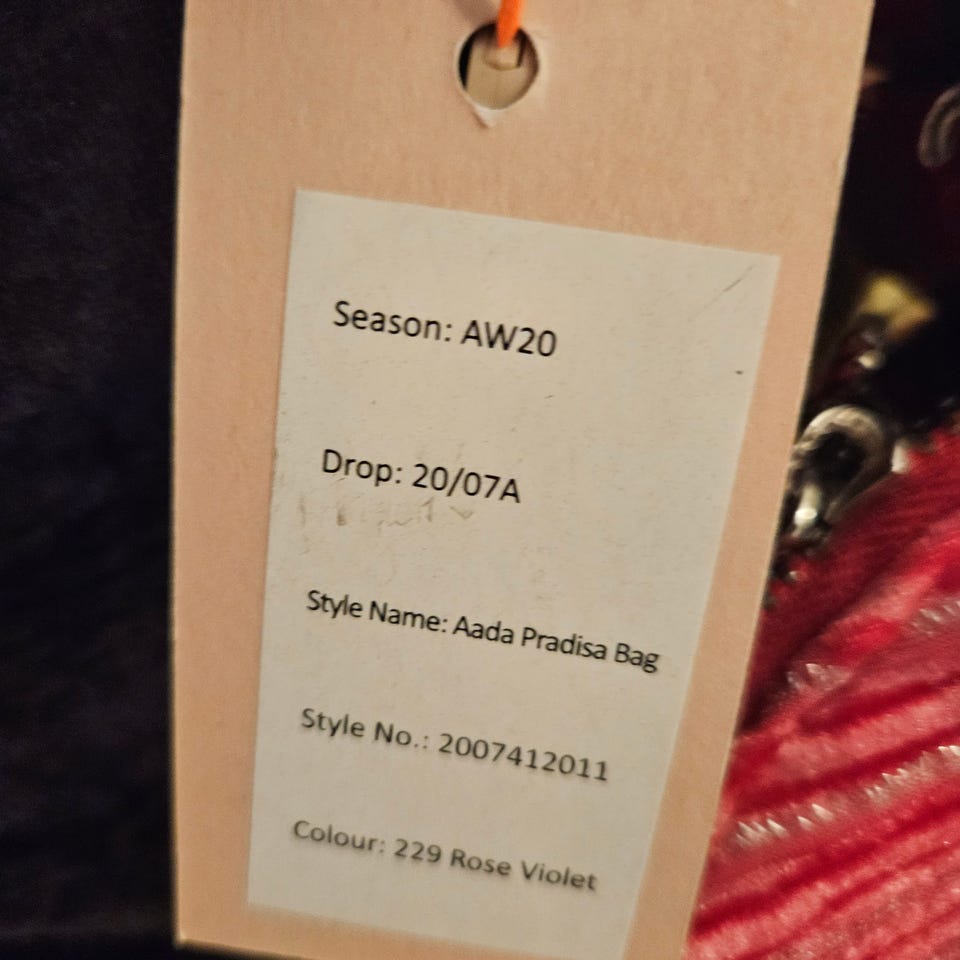 Season: AW20
Drop: 20/07A
Style Name: Aada Pradisa Bag
Style No.: 2007412011
Colour: 229 Rose Violet